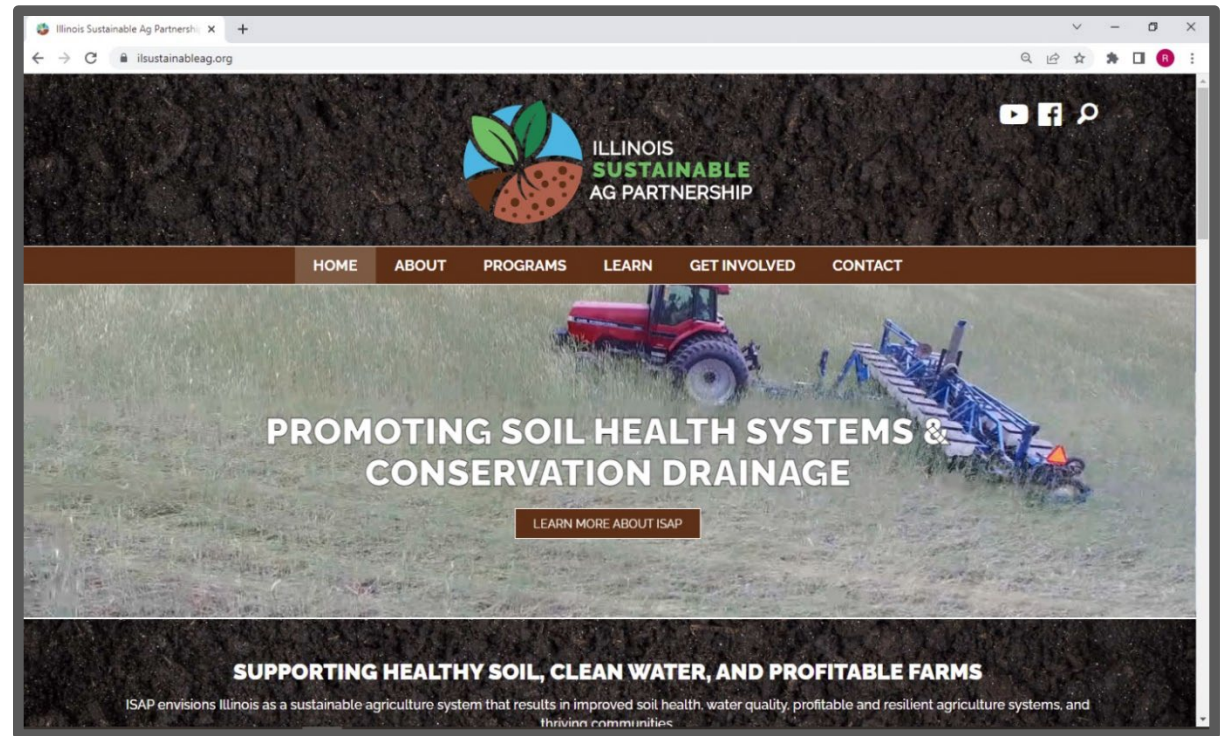 Illinois Sustainable Ag Partnershi
ilsustainableag.org
R
ILLINOIS
SUSTAINABLE
AG PARTNERSHIP
HOME ABOUT PROGRAMS LEARN GET INVOLVED CONTACT
PROMOTING SOIL HEALTH SYSTEMS &
CONSERVATION DRAINAGE
LEARN MORE ABOUT ISAP
SUPPORTING HEALTHY SOIL, CLEAN WATER, AND PROFITABLE FARMS
ISAP envisions Illinois as a sustainable agriculture system that results in improved soil health, water quality, profitable and resilient agriculture systems, and
thriving communities